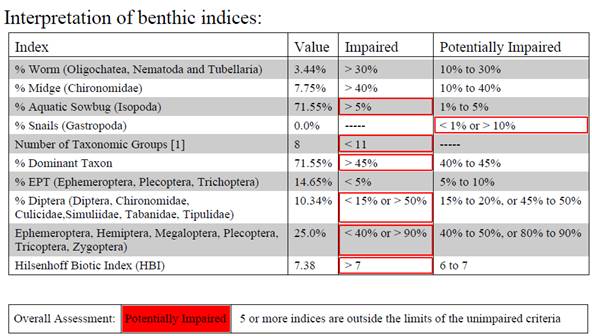 Interpretation of benthic indices:
Index Value Impaired Potentially Impaired
% Worm (Oligochatea, Nematoda and Tubellaria) 3.44% > 30% 10% to 30%
% Midge (Chironomidae) 7.75% > 40% 10% to 40%
% Aquatic Sowbug (Isopoda) 71.55% > 5% 1% to 5%
% Snails (Gastropoda) 0.0% ----- < 1% or > 10%
Number of Taxonomic Groups [1] 8 < 11 -----
% Dominant Taxon 71.55% > 45% 40% to 45%
% EPT (Ephemeroptera, Plecoptera, Trichoptera) 14.65% < 5% 5% to 10%
% Diptera (Diptera, Chironomidae, 10.34% < 15% or > 50% 15% to 20%, or 45% to 50%
Culicidae,Simuliidae, Tabanidae, Tipulidae)
Ephemeroptera, Hemiptera, Megaloptera, Plecoptera, 25.0% < 40% or > 90% 40% to 50%, or 80% to 90%
Tricoptera, Zygoptera)
Hilsenhoff Biotic Index (HBI) 7.38 > 7 6 to 7
Overall Assessment: Potentially Impaired 5 or more indices are outside the limits of the unimpaired criteria